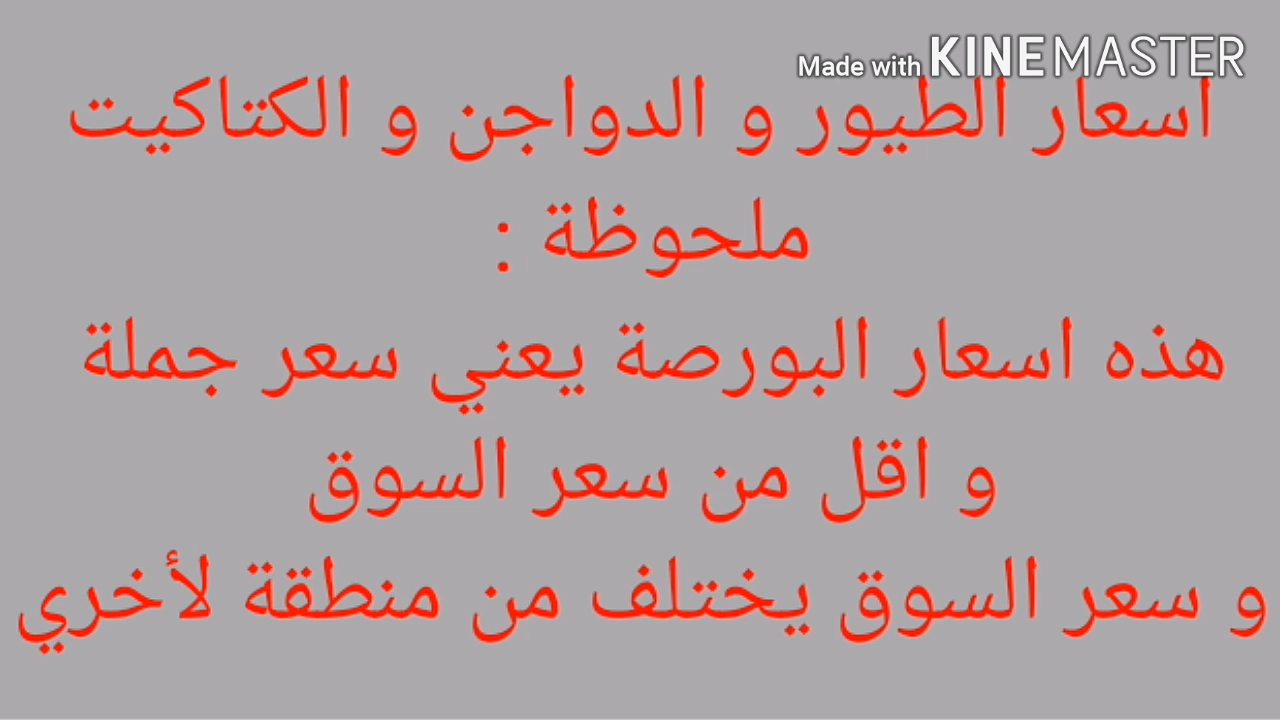 Made with KINEMASTER
اسعار الطيور و الدواجن و الكتاكيت
ملحوظة :
هذه اسعار البورصة يعني سعر جملة
و اقل من سعر السوق
و سعر السوق يختلف من منطقة لأخري